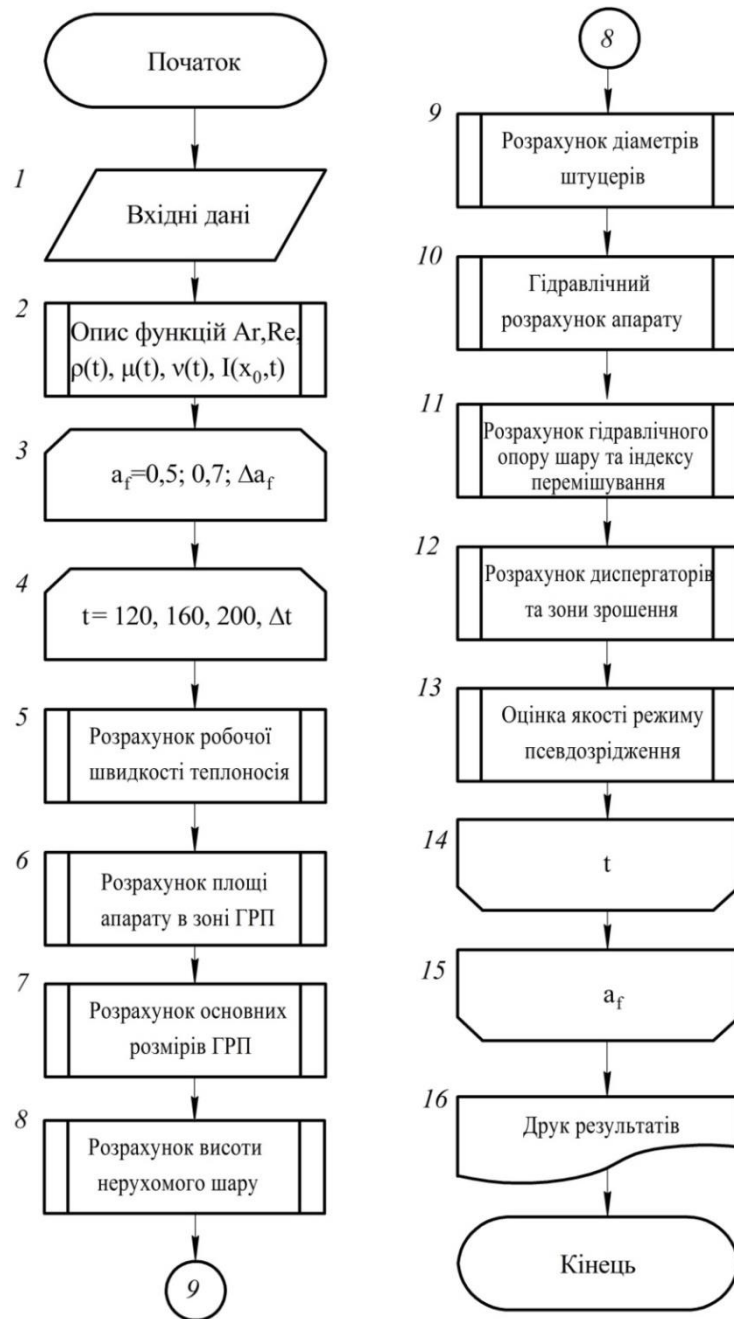 Початок
1
Вхідні дані
2
Опис функцій Ar,Re,
ρ(t), μ(t), ν(t), I(x₀,t)
3
a_f=0,5; 0,7; Δa_f
4
t= 120, 160, 200, Δt
5
Розрахунок робочої
швидкості теплоносія
6
Розрахунок площі
апарату в зоні ГРП
7
Розрахунок основних
розмірів ГРП
8
Розрахунок висоти
нерухомого шару
9
8
9
Розрахунок діаметрів
штуцерів
10
Гідравлічний
розрахунок апарату
11
Розрахунок гідравлічного
опору шару та індексу
перемішування
12
Розрахунок диспергаторів
та зони зрошення
13
Оцінка якості режиму
псевдозрідження
14
t
15
a_f
16
Друк результатів
Кінець